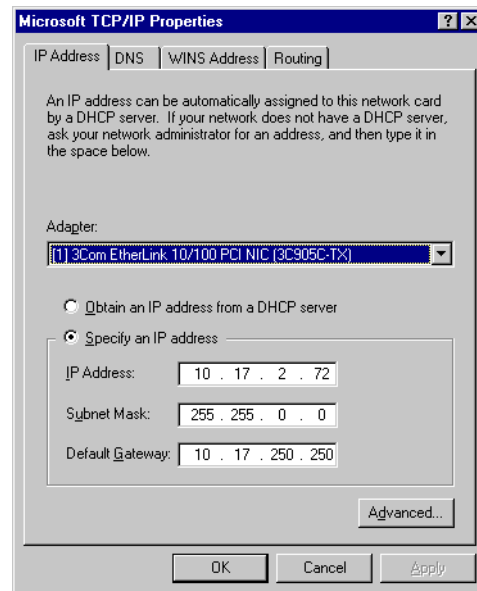 Microsoft TCP/IP Properties
IP Address DNS WINS Address Routing
An IP address can be automatically assigned to this network card
by a DHCP server. If your network does not have a DHCP server,
ask your network administrator for an address, and then type it in
the space below.
Adapter:
[1] 3Com EtherLink 10/100 PCI NIC (3C905C-TX)
Obtain an IP address from a DHCP server
Specify an IP address
IP Address: 10 . 17 . 2 . 72
Subnet Mask: 255 . 255 . 0 . 0
Default Gateway: 10 . 17 . 250 . 250
Advanced...
OK Cancel Apply